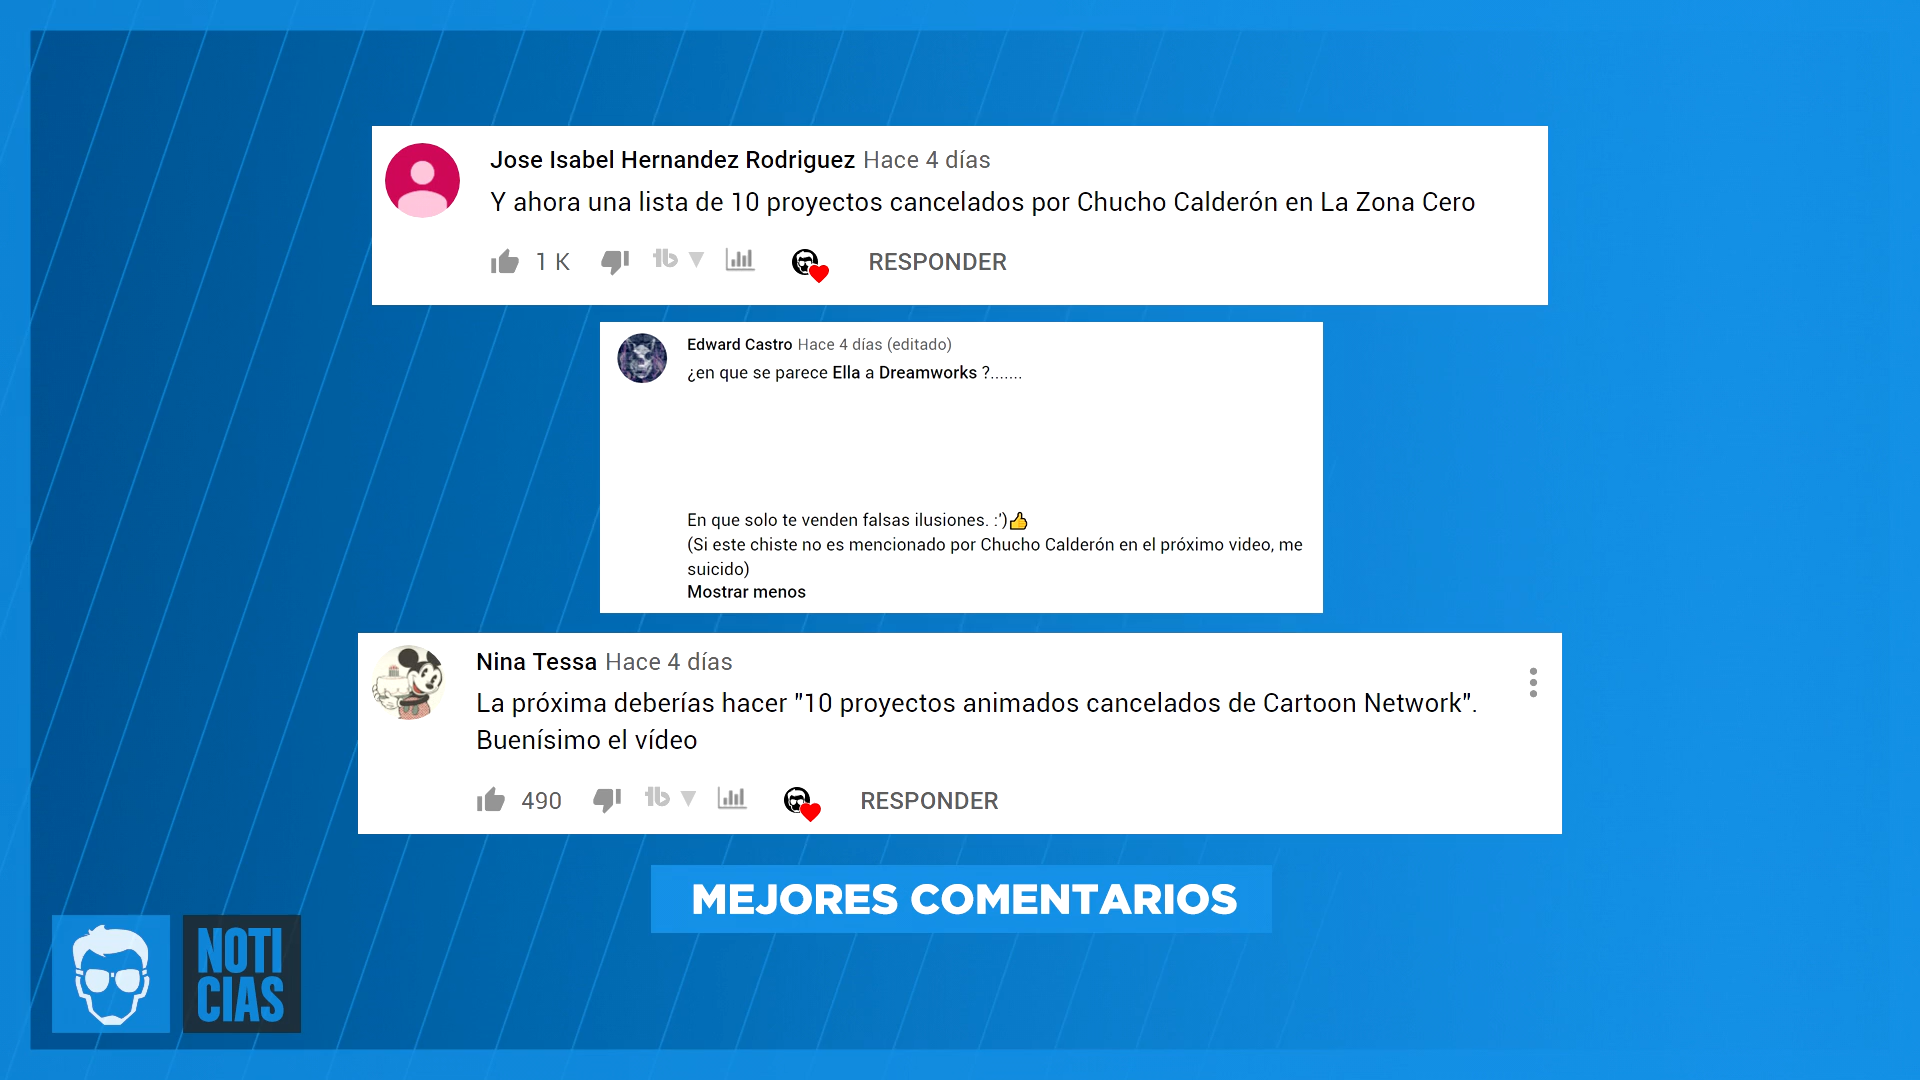 Jose Isabel Hernandez Rodriguez Hace 4 días
Y ahora una lista de 10 proyectos cancelados por Chucho Calderón en La Zona Cero
1 K
RESPONDER
Edward Castro Hace 4 días (editado)
¿en que se parece Ella a Dreamworks ?.......
En que solo te venden falsas ilusiones. :')👍
(Si este chiste no es mencionado por Chucho Calderón en el próximo video, me
suicido)
Mostrar menos
Nina Tessa Hace 4 días
La próxima deberías hacer "10 proyectos animados cancelados de Cartoon Network".
Buenísimo el vídeo
490
RESPONDER
MEJORES COMENTARIOS
NOTI
CIAS